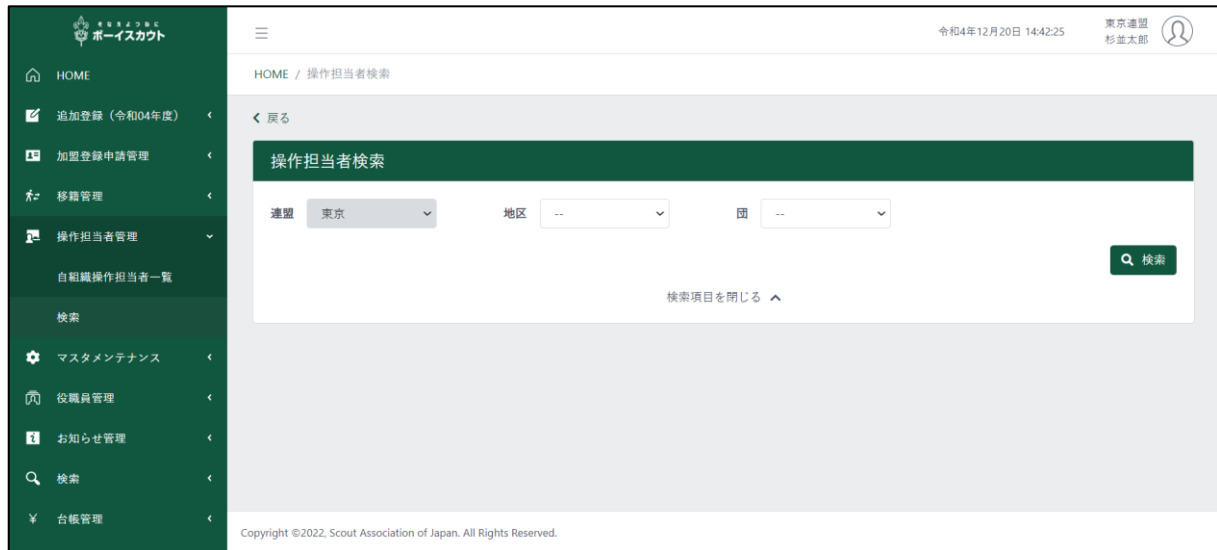 そなえよつねに
ボーイスカウト
令和4年12月20日 14:42:25
東京連盟
杉並太郎
HOME
追加登録（令和04年度）
加盟登録申請管理
移籍管理
操作担当者管理
自組織操作担当者一覧
検索
マスタメンテナンス
役職員管理
お知らせ管理
検索
台帳管理
HOME / 操作担当者検索
戻る
操作担当者検索
連盟 東京 地区 -- 団 --
検索
検索項目を閉じる
Copyright ©2022, Scout Association of Japan. All Rights Reserved.